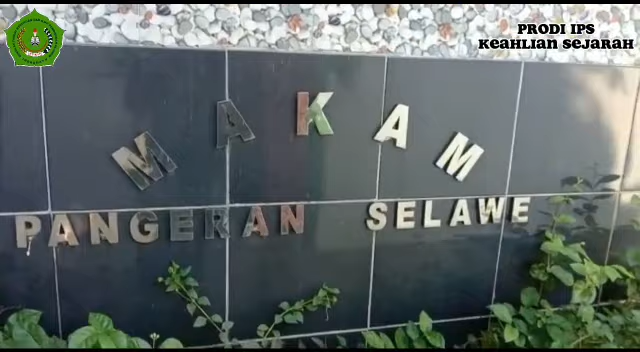 PRODI IPS
KEAHLIAN SEJARAH
MAKAM
PANGERAN SELAWE